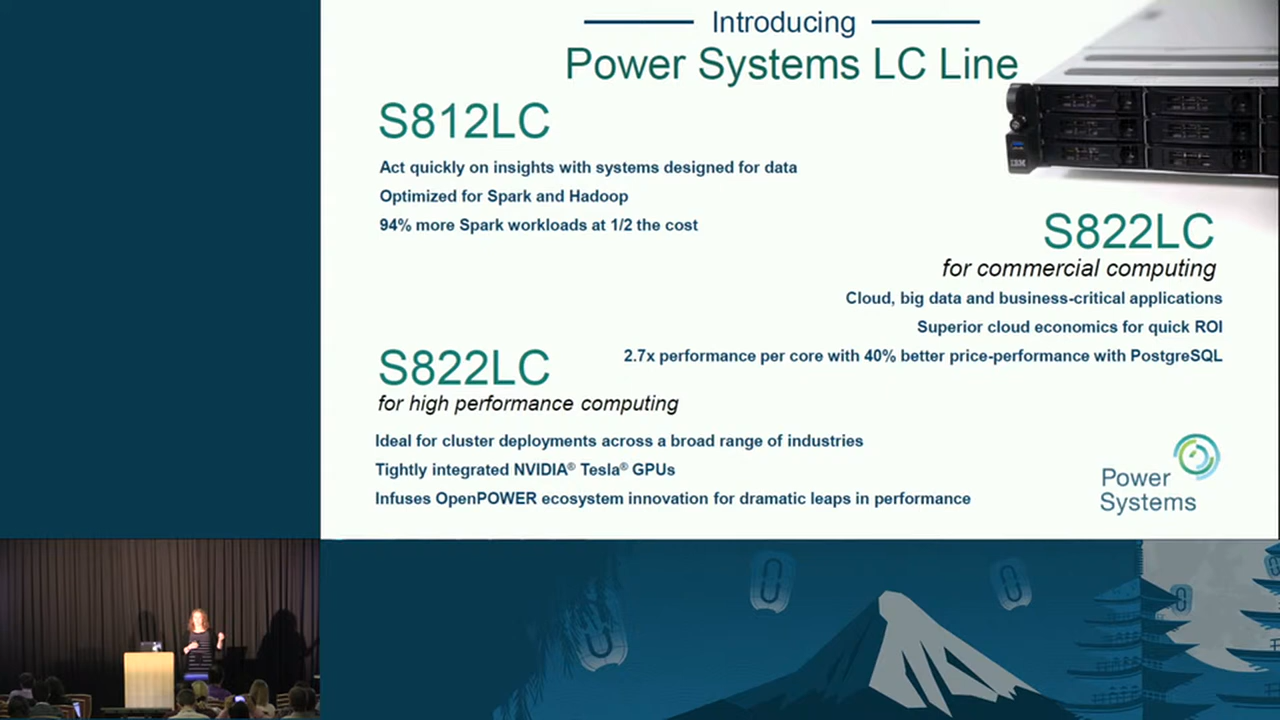 Introducing
Power Systems LC Line
S812LC
Act quickly on insights with systems designed for data
Optimized for Spark and Hadoop
94% more Spark workloads at 1/2 the cost
IBM
S822LC
for commercial computing
Cloud, big data and business-critical applications
Superior cloud economics for quick ROI
2.7x performance per core with 40% better price-performance with PostgreSQL
S822LC
for high performance computing
Ideal for cluster deployments across a broad range of industries
Tightly integrated NVIDIA® Tesla® GPUs
Infuses OpenPOWER ecosystem innovation for dramatic leaps in performance
Power
Systems